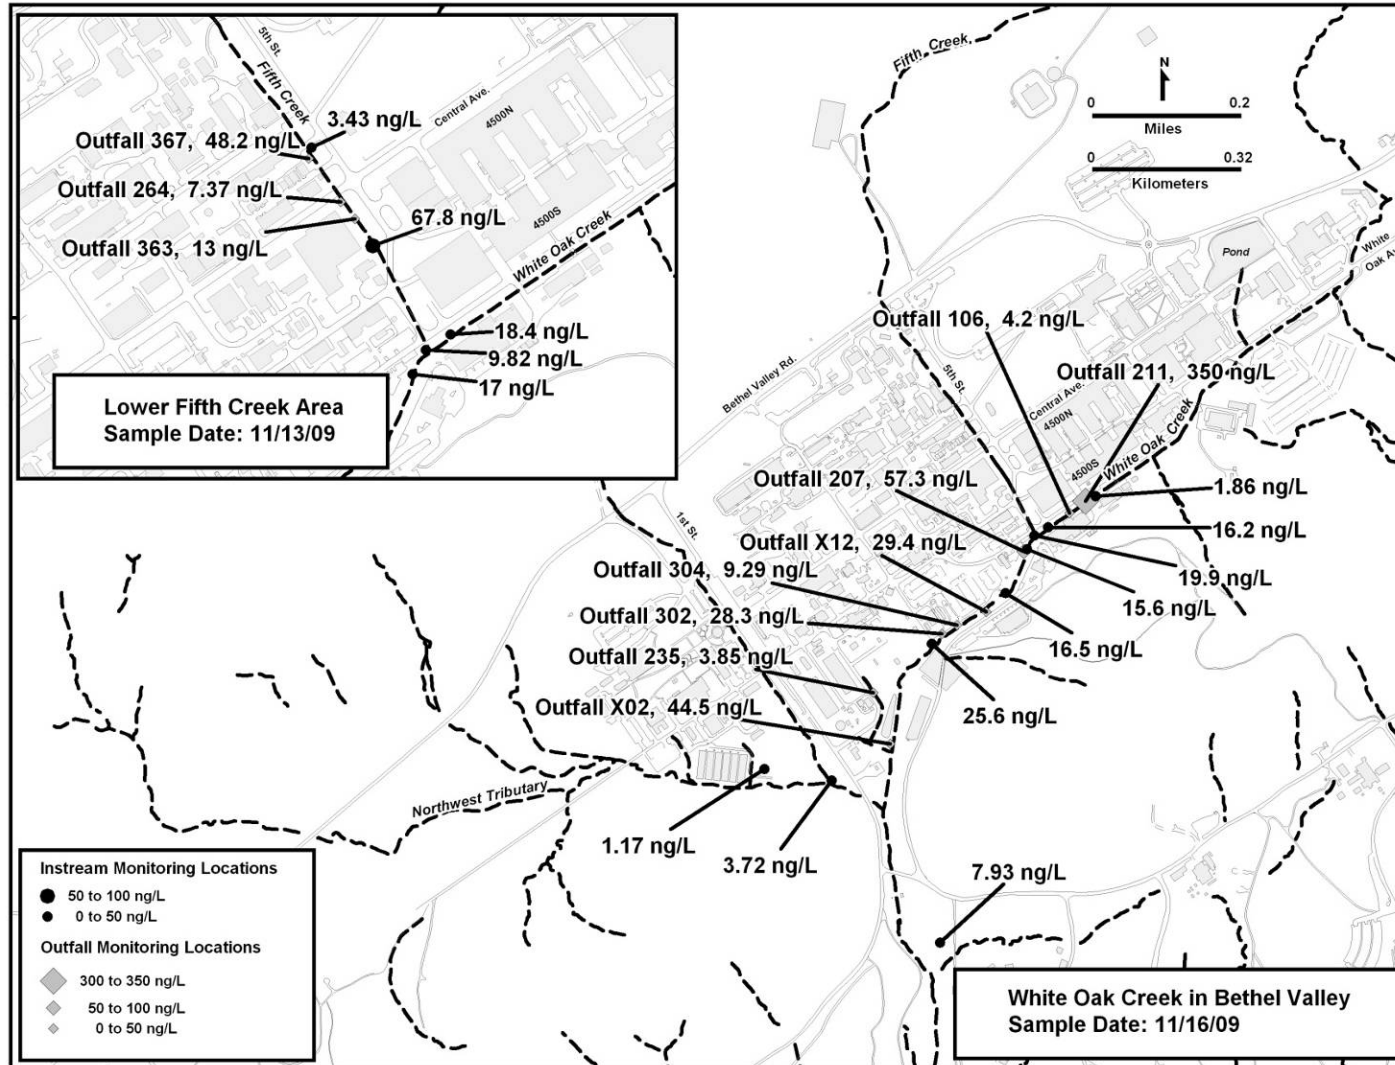 5th St.
Fifth Creek
3.43 ng/L
Central Ave.
4500N
Outfall 367, 48.2 ng/L
Outfall 264, 7.37 ng/L
Outfall 363, 13 ng/L
67.8 ng/L
4500S
White Oak Creek
18.4 ng/L
9.82 ng/L
17 ng/L
Lower Fifth Creek Area
Sample Date: 11/13/09
Fifth Creek
N
0 0.2
Miles
0 0.32
Kilometers
Pond
White
Oak Av
Outfall 106, 4.2 ng/L
Bethel Valley Rd.
5th St.
Central Ave.
4500N
Outfall 211, 350 ng/L
4500S
White Oak Creek
Outfall 207, 57.3 ng/L
1.86 ng/L
1st St.
16.2 ng/L
Outfall X12, 29.4 ng/L
Outfall 304, 9.29 ng/L
19.9 ng/L
15.6 ng/L
Outfall 302, 28.3 ng/L
16.5 ng/L
Outfall 235, 3.85 ng/L
Outfall X02, 44.5 ng/L
25.6 ng/L
Northwest Tributary
1.17 ng/L
3.72 ng/L
7.93 ng/L
Instream Monitoring Locations
50 to 100 ng/L
0 to 50 ng/L
Outfall Monitoring Locations
300 to 350 ng/L
50 to 100 ng/L
0 to 50 ng/L
White Oak Creek in Bethel Valley
Sample Date: 11/16/09